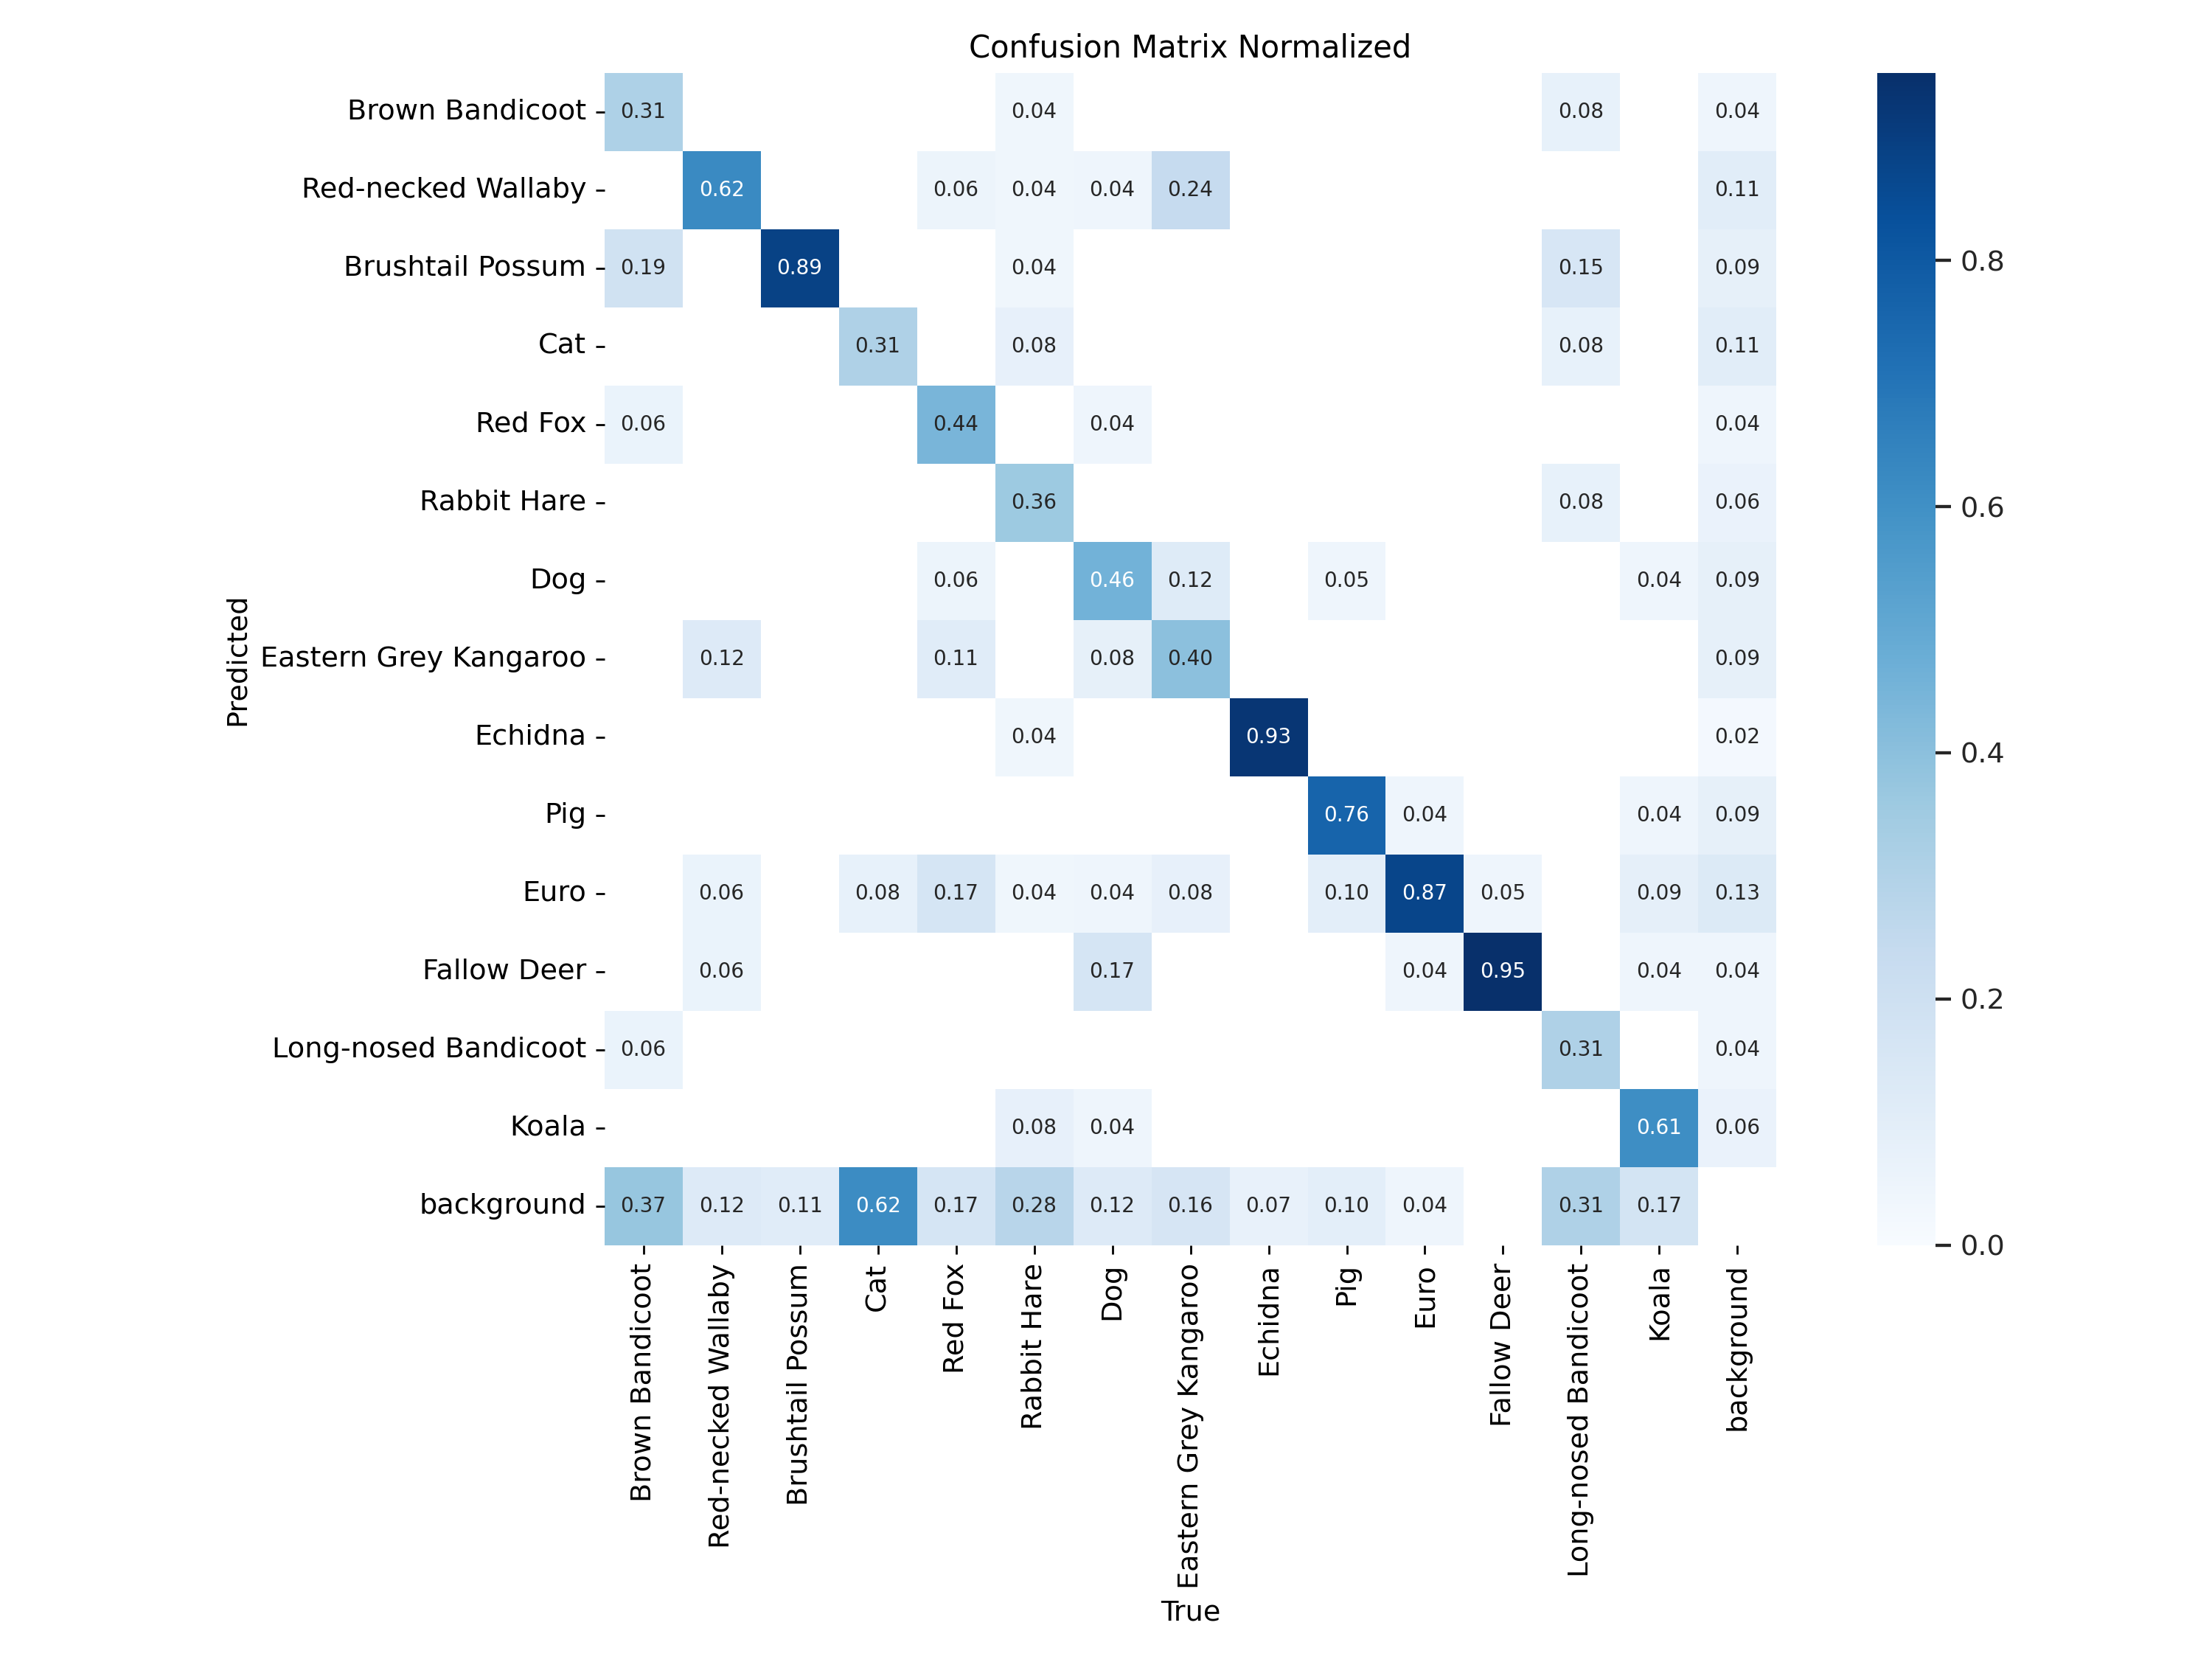 Confusion Matrix Normalized
Brown Bandicoot 0.31 0.04 0.08 0.04
Red-necked Wallaby 0.62 0.06 0.04 0.04 0.24 0.11
Brushtail Possum 0.19 0.89 0.04 0.15 0.09
0.8
Cat 0.31 0.08 0.08 0.11
Red Fox 0.06 0.44 0.04 0.04
Rabbit Hare 0.36 0.08 0.06
0.6
Dog 0.06 0.46 0.12 0.05 0.04 0.09
Predicted
Eastern Grey Kangaroo 0.12 0.11 0.08 0.40 0.09
Echidna 0.04 0.93 0.02
0.4
Pig 0.76 0.04 0.04 0.09
Euro 0.06 0.08 0.17 0.04 0.04 0.08 0.10 0.87 0.05 0.09 0.13
Fallow Deer 0.06 0.17 0.04 0.95 0.04 0.04
0.2
Long-nosed Bandicoot 0.06 0.31 0.04
Koala 0.08 0.04 0.61 0.06
background 0.37 0.12 0.11 0.62 0.17 0.28 0.12 0.16 0.07 0.10 0.04 0.31 0.17
0.0
Brown Bandicoot
Red-necked Wallaby
Brushtail Possum
Cat
Red Fox
Rabbit Hare
Dog
Eastern Grey Kangaroo
Echidna
Pig
Euro
Fallow Deer
Long-nosed Bandicoot
Koala
background
True